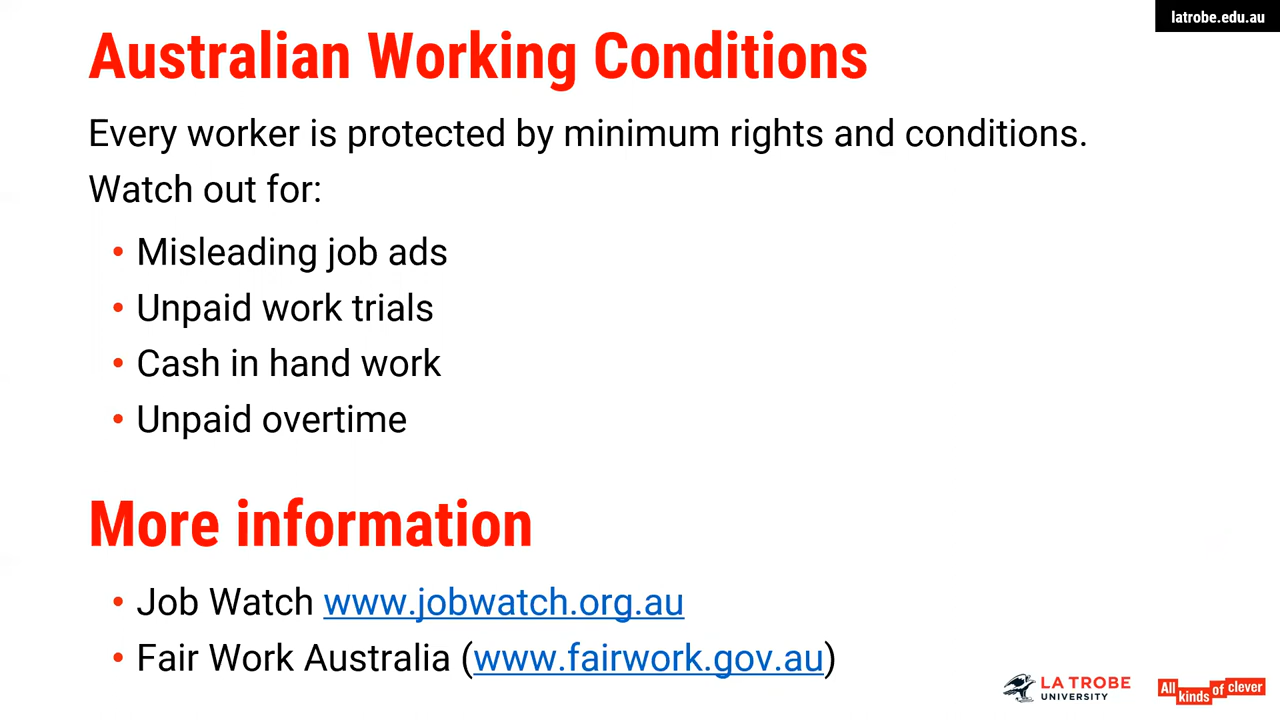 latrobe.edu.au
Australian Working Conditions
Every worker is protected by minimum rights and conditions.
Watch out for:
• Misleading job ads
• Unpaid work trials
• Cash in hand work
• Unpaid overtime
More information
• Job Watch www.jobwatch.org.au
• Fair Work Australia (www.fairwork.gov.au)
LA TROBE
UNIVERSITY
All kinds of clever